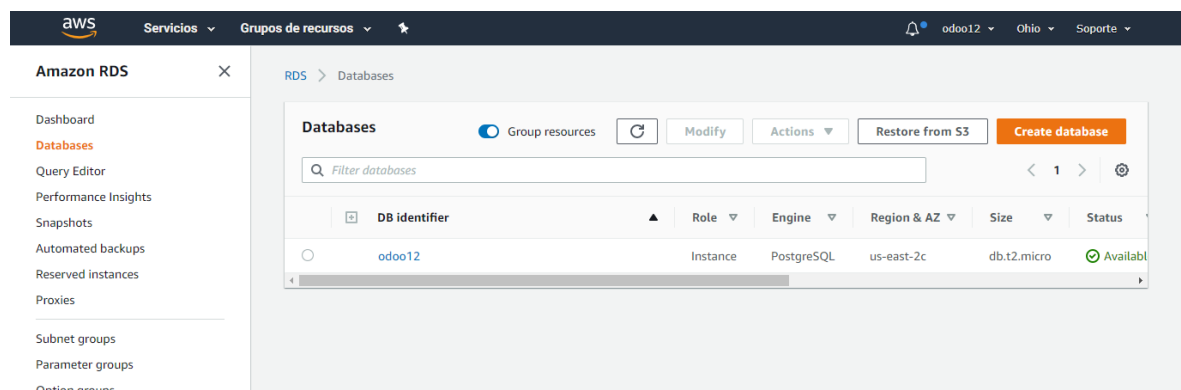 aws Servicios Grupos de recursos odoo12 Ohio Soporte
Amazon RDS
RDS > Databases
Dashboard
Databases
Query Editor
Performance Insights
Snapshots
Automated backups
Reserved instances
Proxies
Subnet groups
Parameter groups
Option groups
Databases Group resources Modify Actions Restore from S3 Create database
Filter databases < 1 >
DB identifier Role Engine Region & AZ Size Status
odoo12 Instance PostgreSQL us-east-2c db.t2.micro Availabl